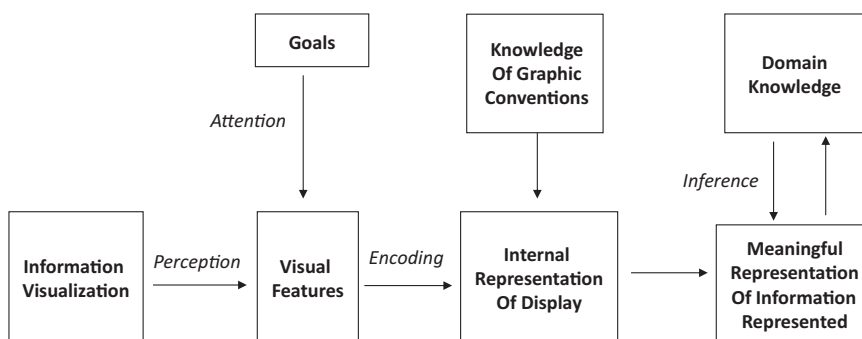 Goals
Knowledge
Of Graphic
Conventions
Domain
Knowledge
Attention
Inference
Information
Visualization
Perception
Visual
Features
Encoding
Internal
Representation
Of Display
Meaningful
Representation
Of Information
Represented